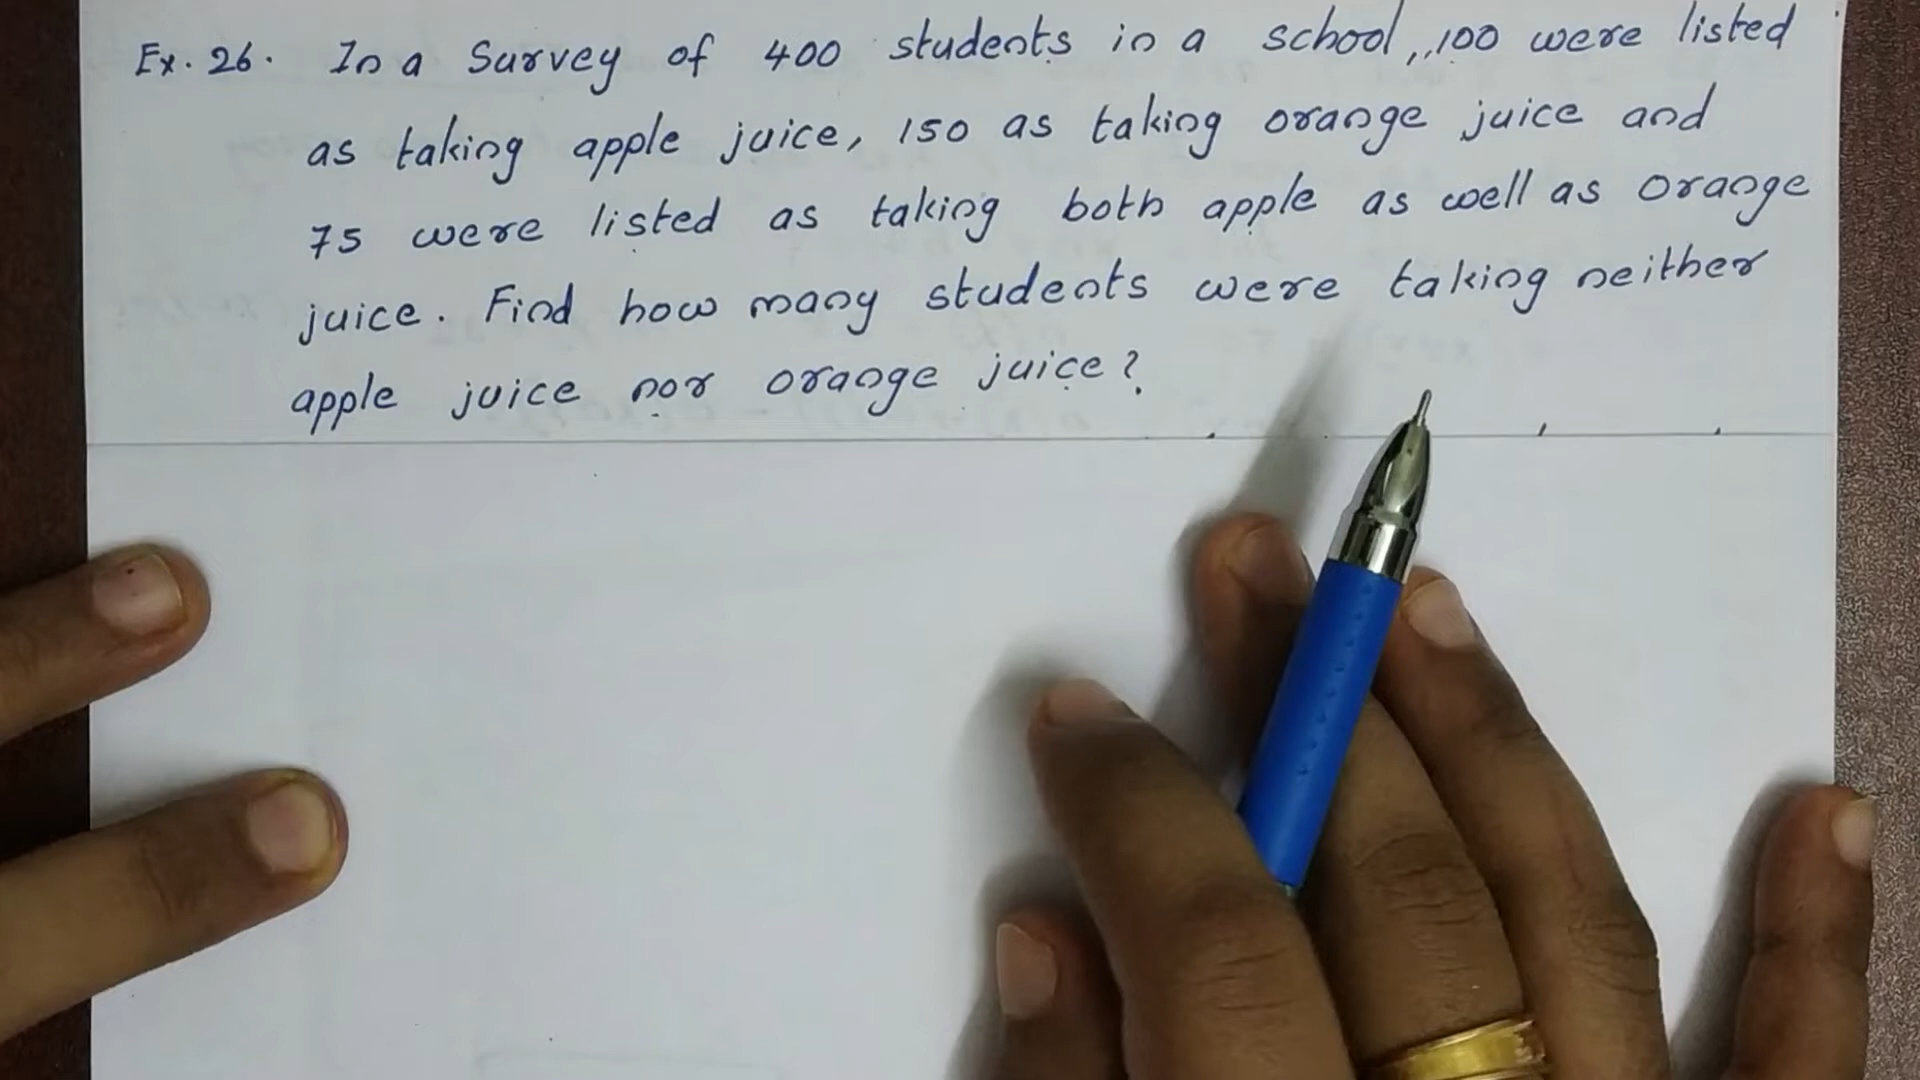 Ex. 26. In a Survey of 400 students in a school, 100 were listed
as taking apple juice, 150 as taking orange juice and
75 were listed as taking both apple as well as orange
juice. Find how many students were taking neither
apple juice nor orange juice?